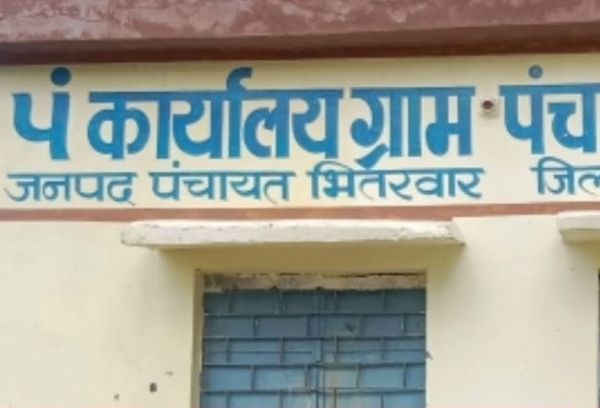 पं कार्यालय ग्राम पंच
जनपद पंचायत भितरवार जिल